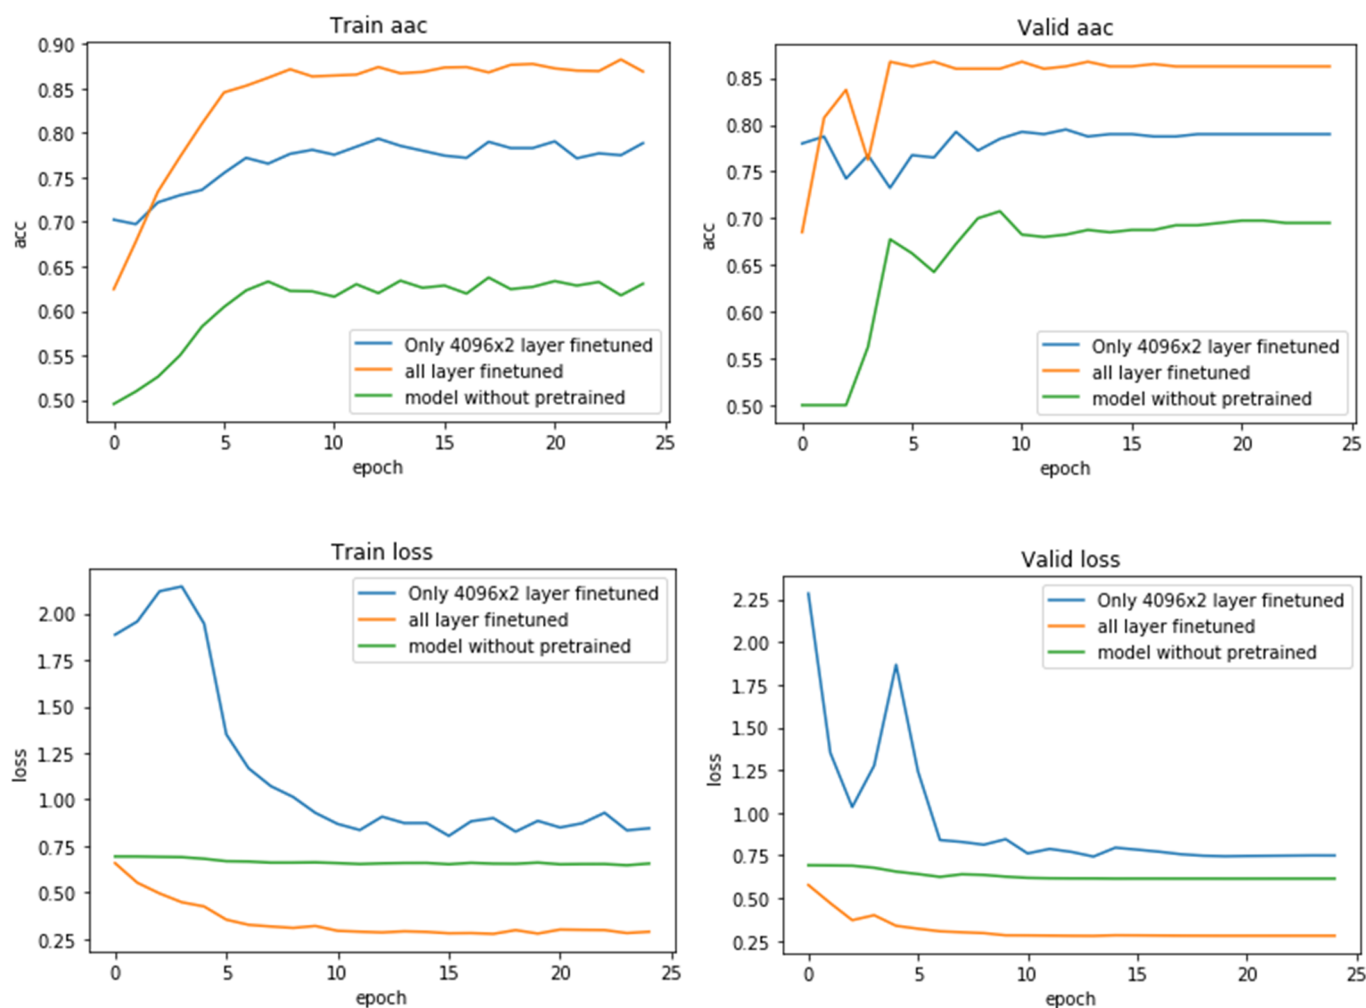 Train aac
0.90
0.85
0.80
0.75
0.70
0.65
0.60
0.55
0.50
acc
0 5 10 15 20 25
epoch
Only 4096x2 layer finetuned
all layer finetuned
model without pretrained
Valid aac
0.85
0.80
0.75
0.70
0.65
0.60
0.55
0.50
acc
0 5 10 15 20 25
epoch
Only 4096x2 layer finetuned
all layer finetuned
model without pretrained
Train loss
2.00
1.75
1.50
1.25
1.00
0.75
0.50
0.25
loss
0 5 10 15 20 25
epoch
Only 4096x2 layer finetuned
all layer finetuned
model without pretrained
Valid loss
2.25
2.00
1.75
1.50
1.25
1.00
0.75
0.50
0.25
loss
0 5 10 15 20 25
epoch
Only 4096x2 layer finetuned
all layer finetuned
model without pretrained